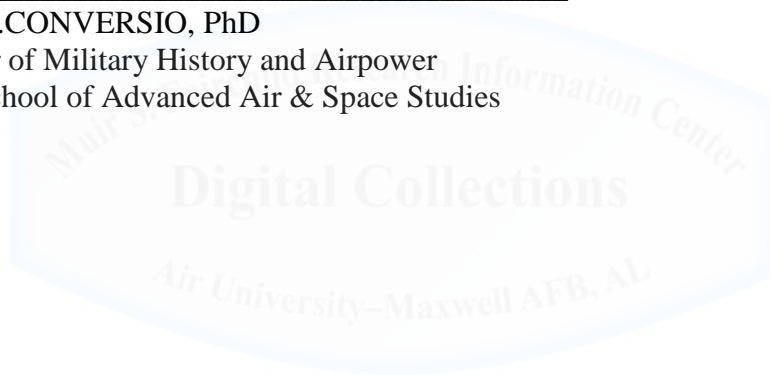 .CONVERSIO, PhD
of Military History and Airpower
hool of Advanced Air & Space Studies
Muir S. Fairchild Research Information Center
Digital Collections
Air University–Maxwell AFB, AL